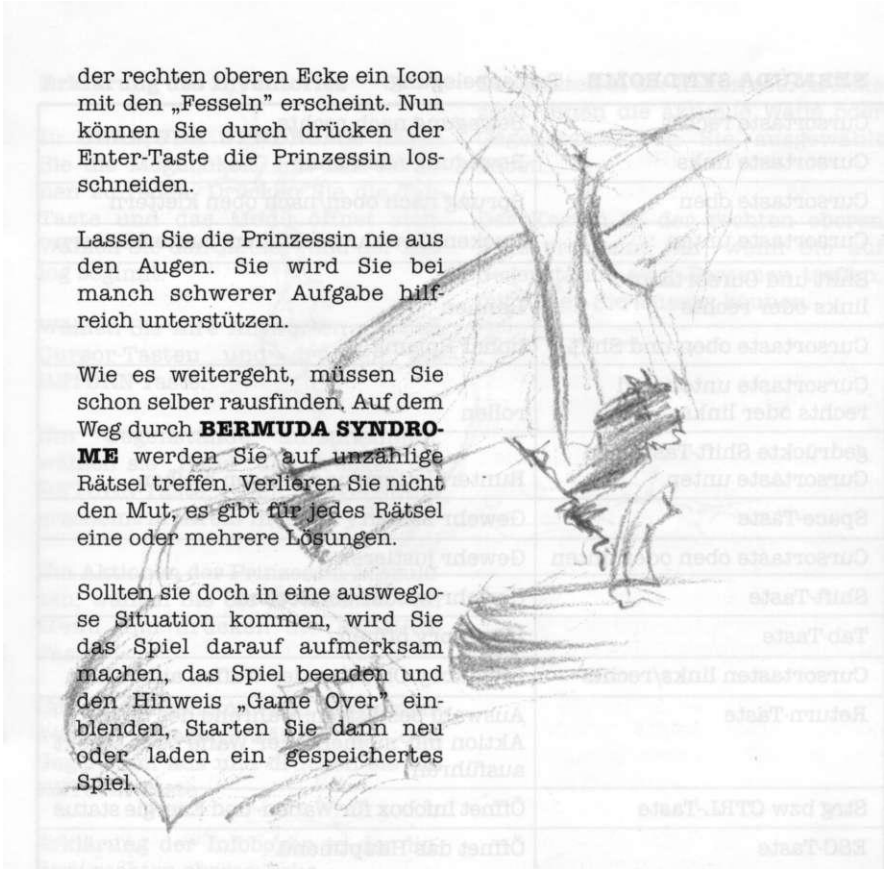 der rechten oberen Ecke ein Icon
mit den „Fesseln" erscheint. Nun
können Sie durch drücken der
Enter-Taste die Prinzessin los-
schneiden.
Lassen Sie die Prinzessin nie aus
den Augen. Sie wird Sie bei
manch schwerer Aufgabe hilf-
reich unterstützen.
Wie es weitergeht, müssen Sie
schon selber rausfinden. Auf dem
Weg durch BERMUDA SYNDRO-
ME werden Sie auf unzählige
Rätsel treffen. Verlieren Sie nicht
den Mut, es gibt für jedes Rätsel
eine oder mehrere Lösungen.
Sollten sie doch in eine ausweglo-
se Situation kommen, wird Sie
das Spiel darauf aufmerksam
machen, das Spiel beenden und
den Hinweis „Game Over" ein-
blenden, Starten Sie dann neu
oder laden ein gespeichertes
Spiel.